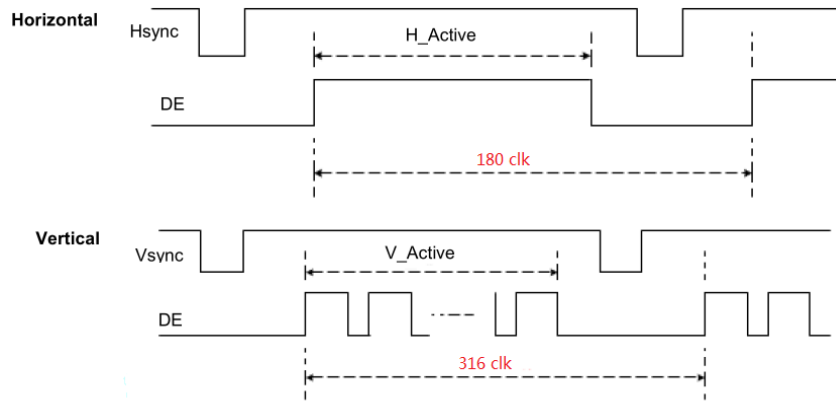 Horizontal
Hsync
H_Active
DE
180 clk
Vertical
Vsync
V_Active
DE
316 clk